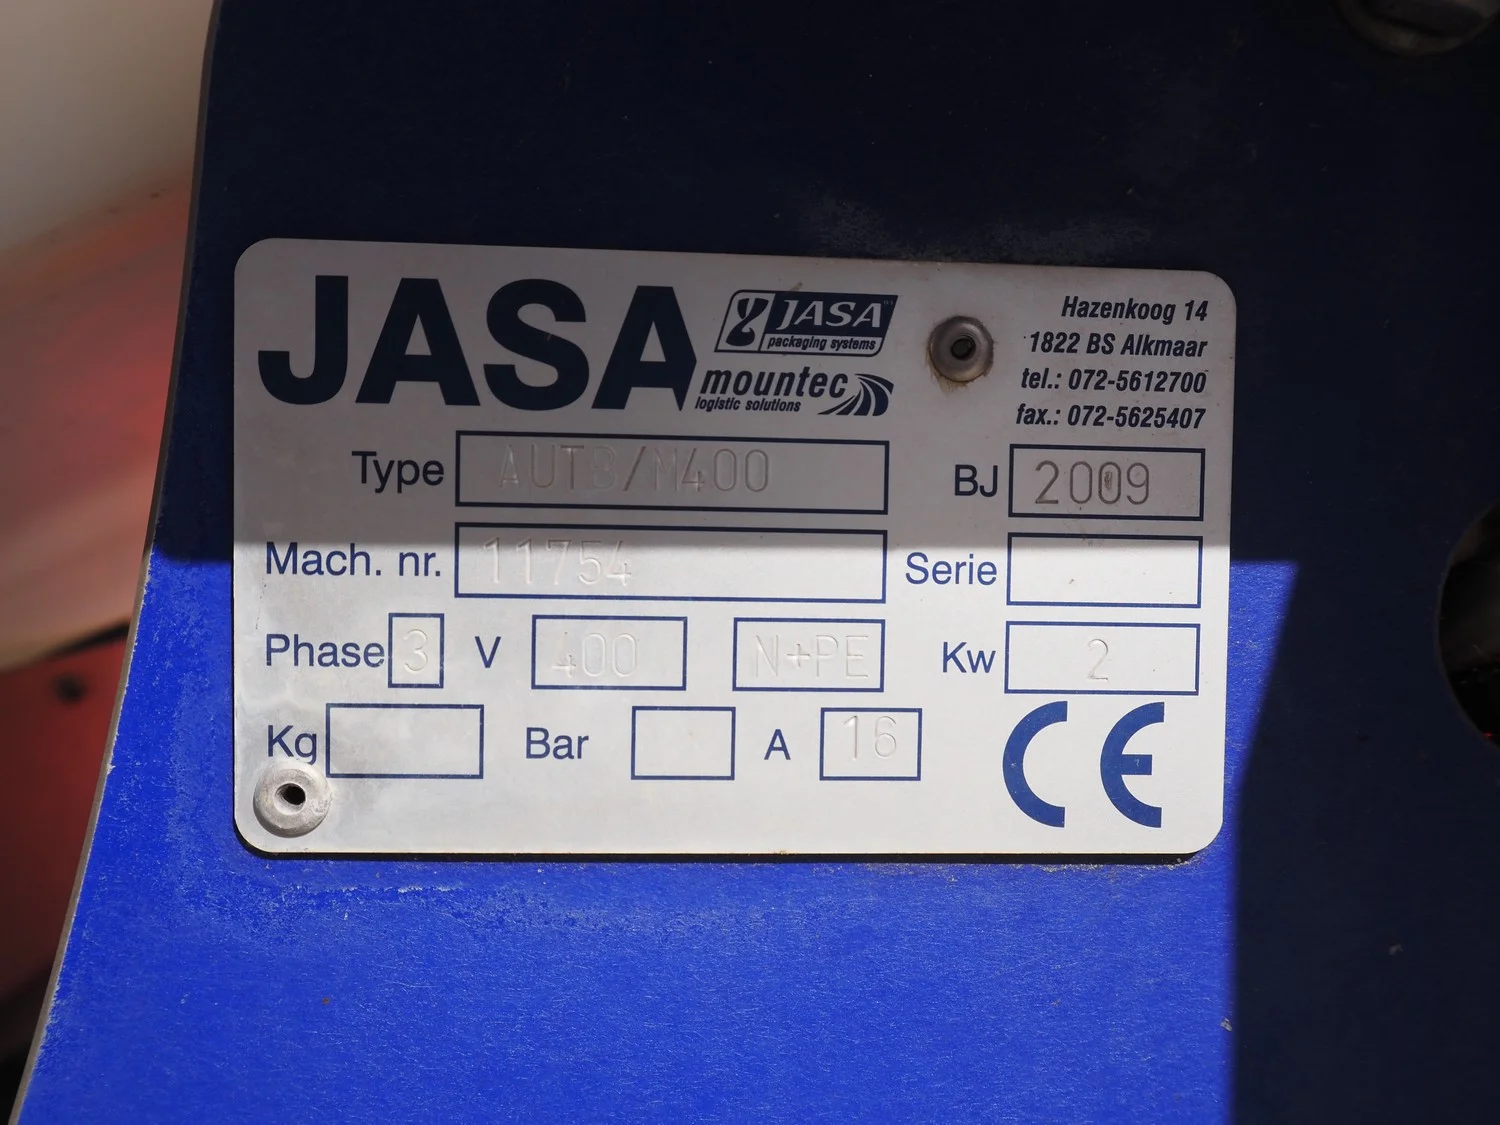 JASA
JASA
packaging systems
mountec
logistic solutions
Hazenkoog 14
1822 BS Alkmaar
tel.: 072-5612700
fax.: 072-5625407
Type AUTB/M400 BJ 2009
Mach. nr. 11754 Serie
Phase 3 V 400 N+PE Kw 2
Kg Bar A 16 CE